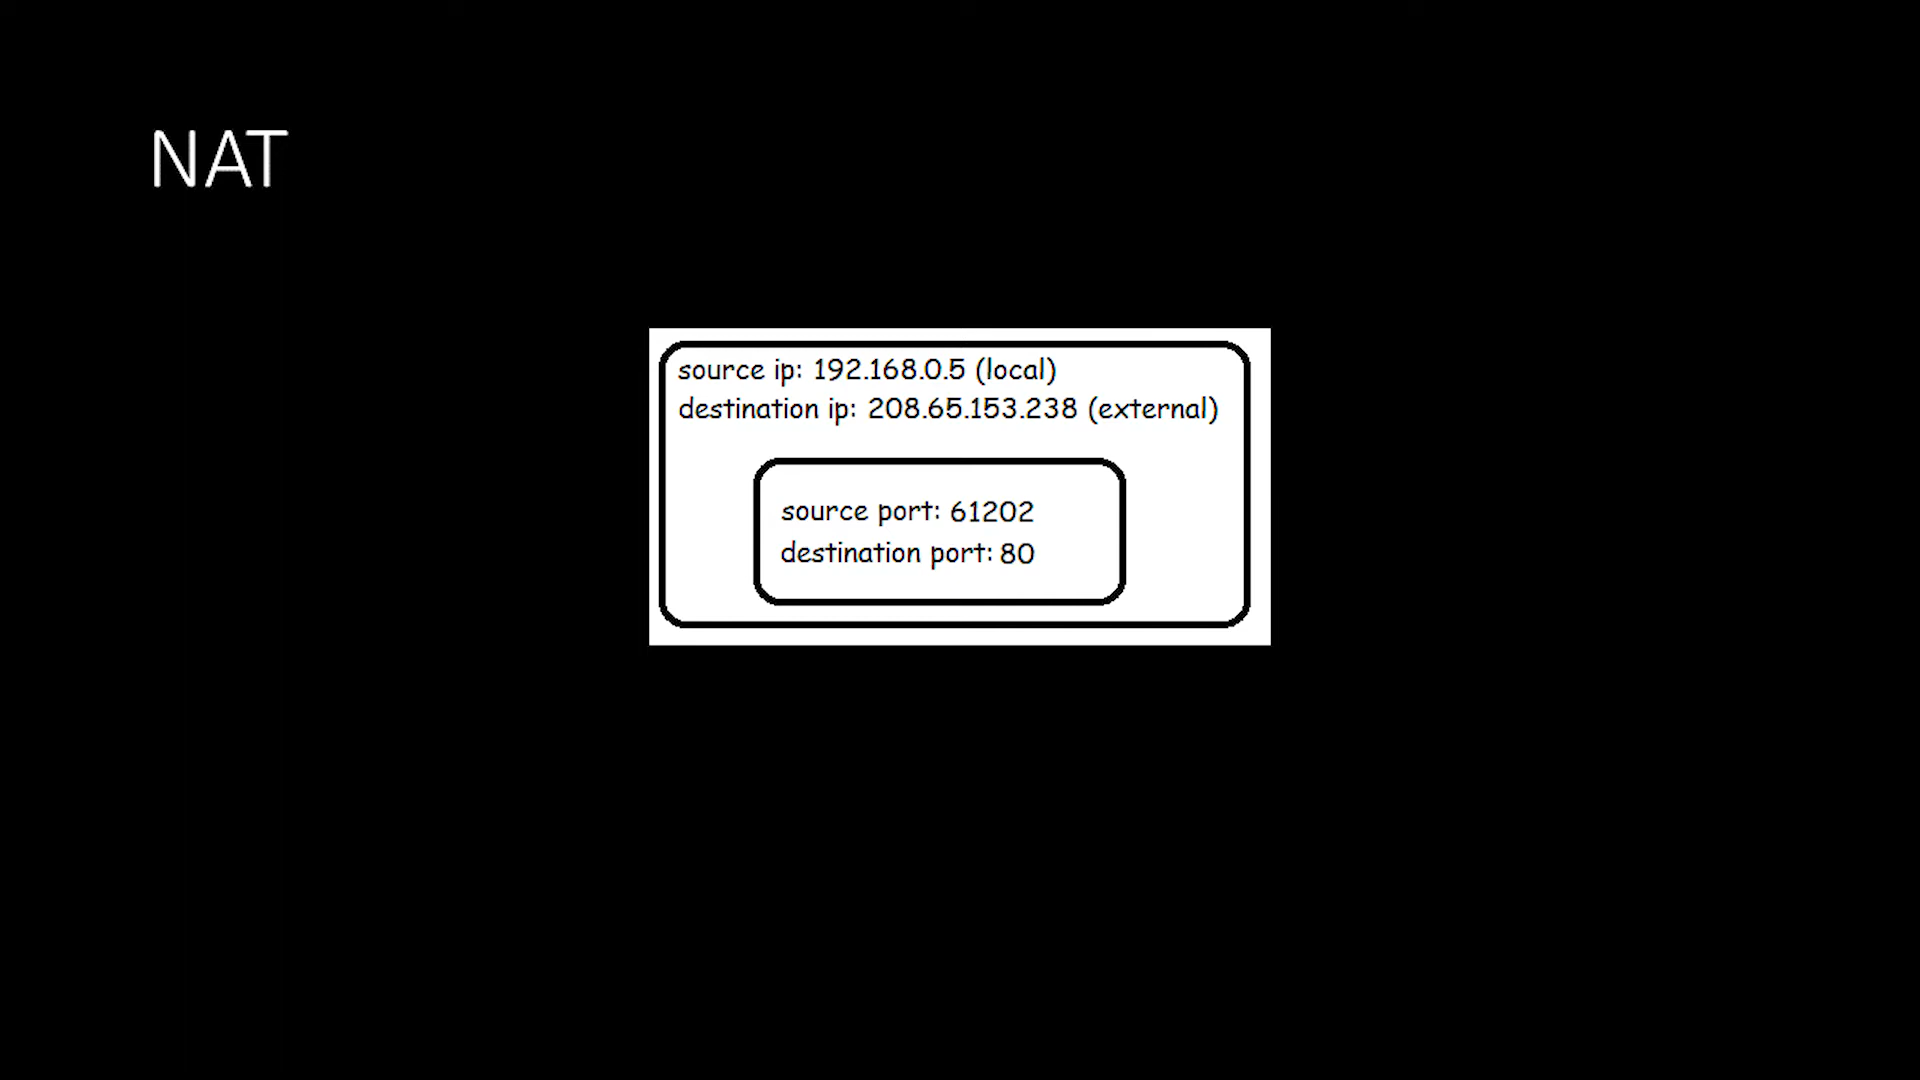 NAT
source ip: 192.168.0.5 (local)
destination ip: 208.65.153.238 (external)
source port: 61202
destination port: 80